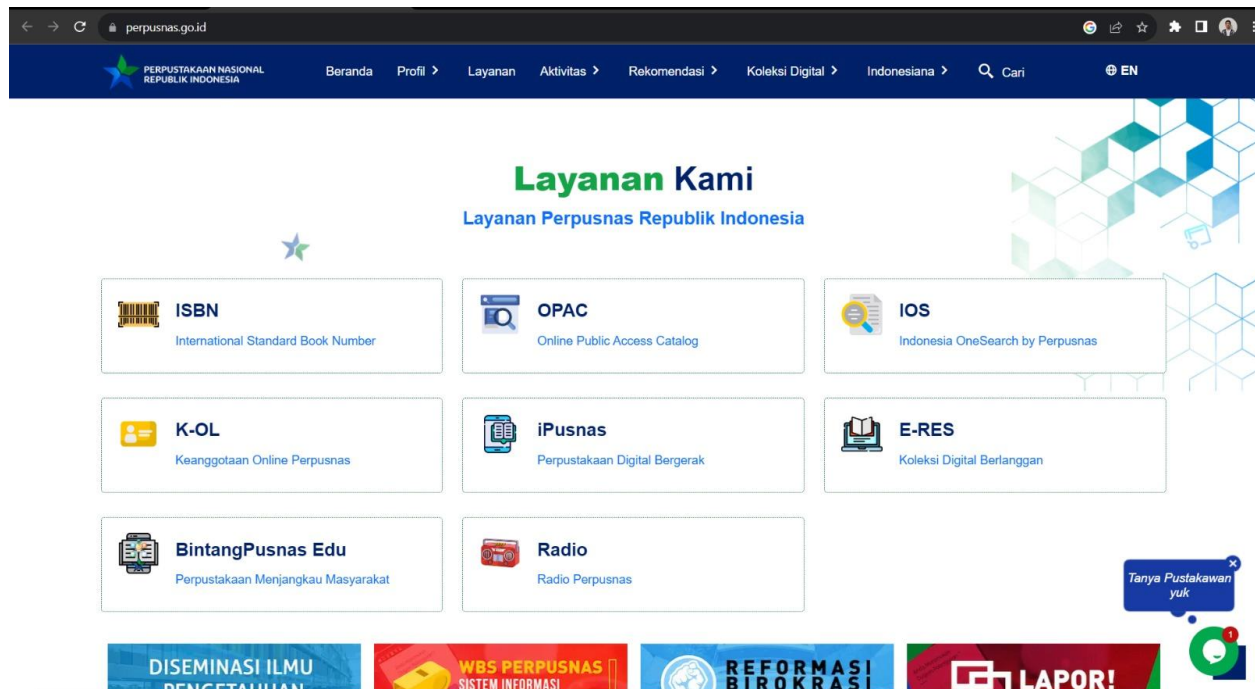 perpusnas.go.id
PERPUSTAKAAN NASIONAL
REPUBLIK INDONESIA
Beranda
Profil
Layanan
Aktivitas
Rekomendasi
Koleksi Digital
Indonesiana
Cari
EN
Layanan Kami
Layanan Perpusnas Republik Indonesia
ISBN
International Standard Book Number
OPAC
Online Public Access Catalog
IOS
Indonesia OneSearch by Perpusnas
K-OL
Keanggotaan Online Perpusnas
iPusnas
Perpustakaan Digital Bergerak
E-RES
Koleksi Digital Berlanggan
BintangPusnas Edu
Perpustakaan Menjangkau Masyarakat
Radio
Radio Perpusnas
Tanya Pustakawan
yuk
1
DISEMINASI ILMU
PENGETAHUAN
WBS PERPUSNAS
SISTEM INFORMASI
REFORMASI
BIROKRASI
LAPOR!